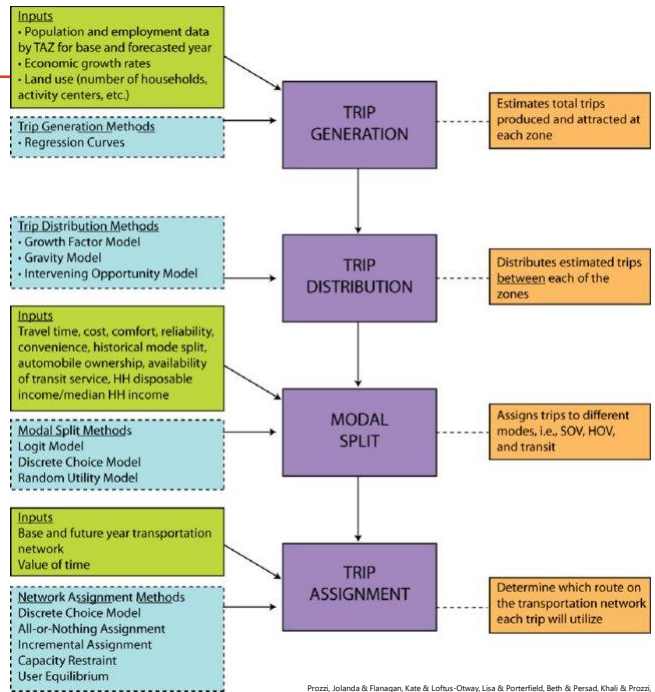 Inputs
• Population and employment data
by TAZ for base and forecasted year
• Economic growth rates
• Land use (number of households,
activity centers, etc.)
Trip Generation Methods
• Regression Curves
TRIP
GENERATION
Estimates total trips
produced and attracted at
each zone
Trip Distribution Methods
• Growth Factor Model
• Gravity Model
• Intervening Opportunity Model
TRIP
DISTRIBUTION
Distributes estimated trips
between each of the
zones
Inputs
Travel time, cost, comfort, reliability,
convenience, historical mode split,
automobile ownership, availability
of transit service, HH disposable
income/median HH income
Modal Split Methods
Logit Model
Discrete Choice Model
Random Utility Model
MODAL
SPLIT
Assigns trips to different
modes, i.e., SOV, HOV,
and transit
Inputs
Base and future year transportation
network
Value of time
Network Assignment Methods
Discrete Choice Model
All-or-Nothing Assignment
Incremental Assignment
Capacity Restraint
User Equilibrium
TRIP
ASSIGNMENT
Determine which route on
the transportation network
each trip will utilize
Prozzi, Jolanda & Flanagan, Kate & Loftus-Otway, Lisa & Porterfield, Beth & Persad, Khali & Prozzi,